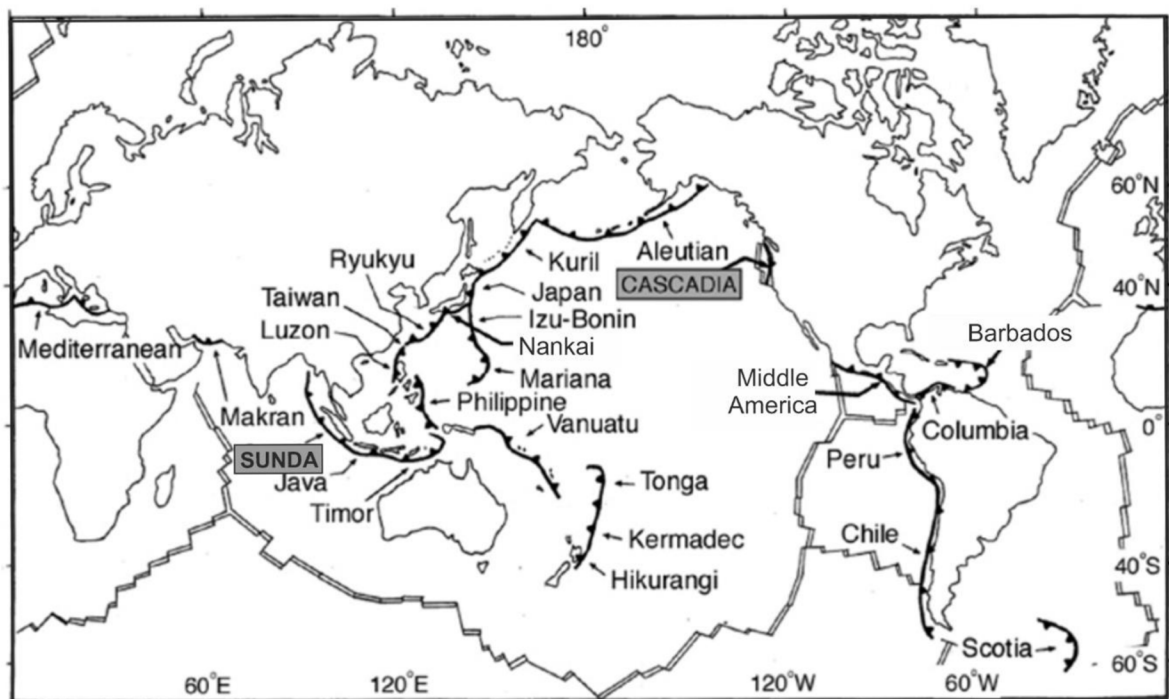 180°
60°N
Aleutian
Kuril
Ryukyu
CASCADIA
Japan
40°N
Taiwan
Izu-Bonin
Luzon
Nankai
Barbados
Mediterranean
Mariana
Middle
America
Makran
Philippine
Vanuatu
Columbia
0°
SUNDA
Peru
Java
Tonga
Timor
Chile
Kermadec
40°S
Hikurangi
Scotia
60°S
60°E
120°E
120°W
60°W